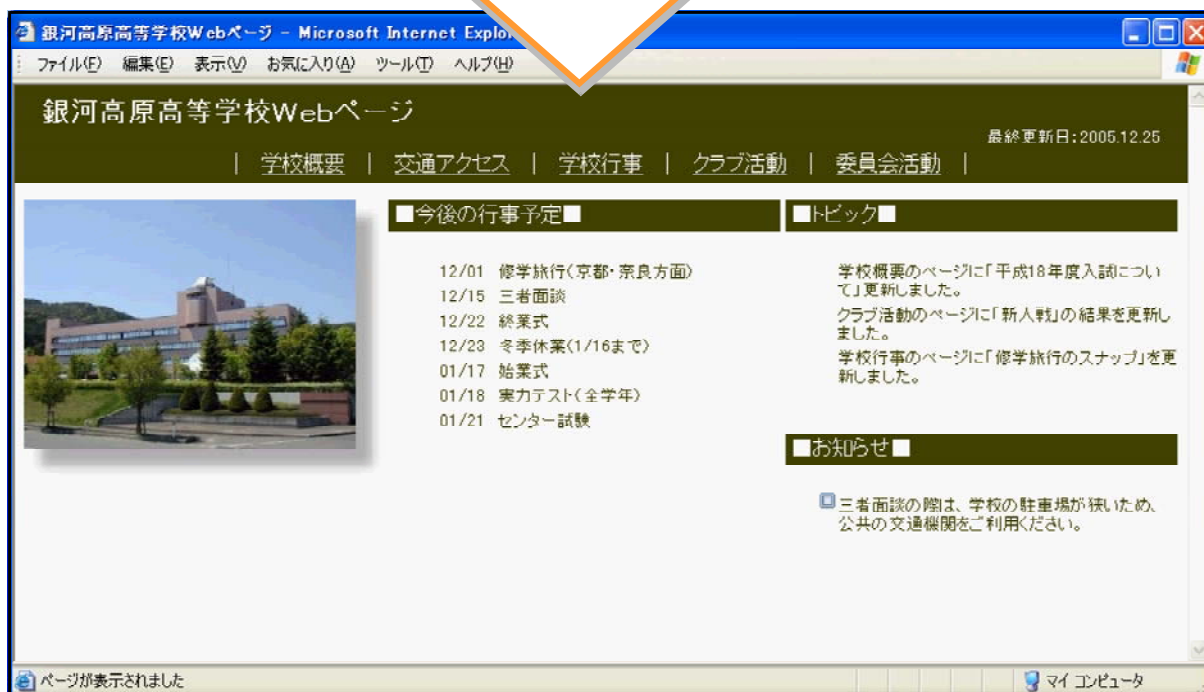 銀河高原高等学校Webページ - Microsoft Internet Explo
ファイル(F) 編集(E) 表示(V) お気に入り(A) ツール(T) ヘルプ(H)
銀河高原高等学校Webページ
最終更新日:2005.12.25
| 学校概要 | 交通アクセス | 学校行事 | クラブ活動 | 委員会活動 |
■今後の行事予定■
12/01 修学旅行(京都・奈良方面)
12/15 三者面談
12/22 終業式
12/23 冬季休業(1/16まで)
01/17 始業式
01/18 実力テスト(全学年)
01/21 センター試験
■トピック■
学校概要のページに「平成18年度入試につい
て」更新しました。
クラブ活動のページに「新人戦」の結果を更新し
ました。
学校行事のページに「修学旅行のスナップ」を更
新しました。
■お知らせ■
三者面談の際は、学校の駐車場が狭いため、
公共の交通機関をご利用ください。
ページが表示されました
マイ コンピュータ